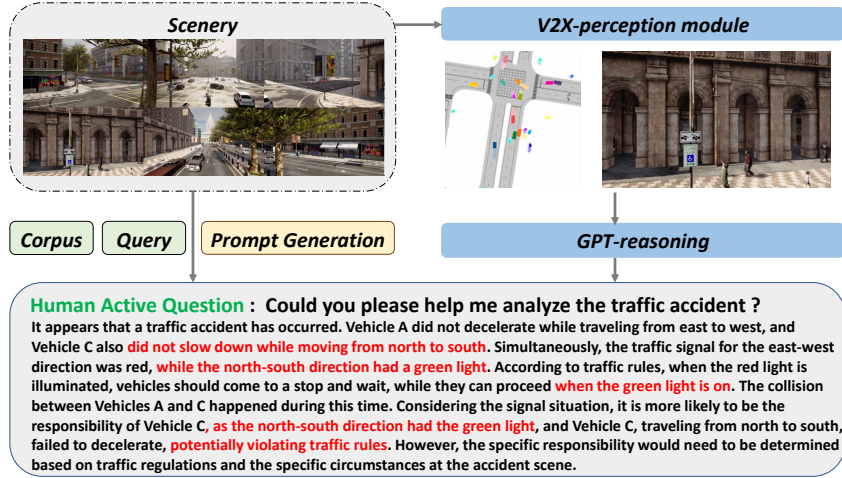 Scenery
V2X-perception module
Corpus
Query
Prompt Generation
GPT-reasoning
Human Active Question : Could you please help me analyze the traffic accident ?
It appears that a traffic accident has occurred. Vehicle A did not decelerate while traveling from east to west, and
Vehicle C also did not slow down while moving from north to south. Simultaneously, the traffic signal for the east-west
direction was red, while the north-south direction had a green light. According to traffic rules, when the red light is
illuminated, vehicles should come to a stop and wait, while they can proceed when the green light is on. The collision
between Vehicles A and C happened during this time. Considering the signal situation, it is more likely to be the
responsibility of Vehicle C, as the north-south direction had the green light, and Vehicle C, traveling from north to south,
failed to decelerate, potentially violating traffic rules. However, the specific responsibility would need to be determined
based on traffic regulations and the specific circumstances at the accident scene.